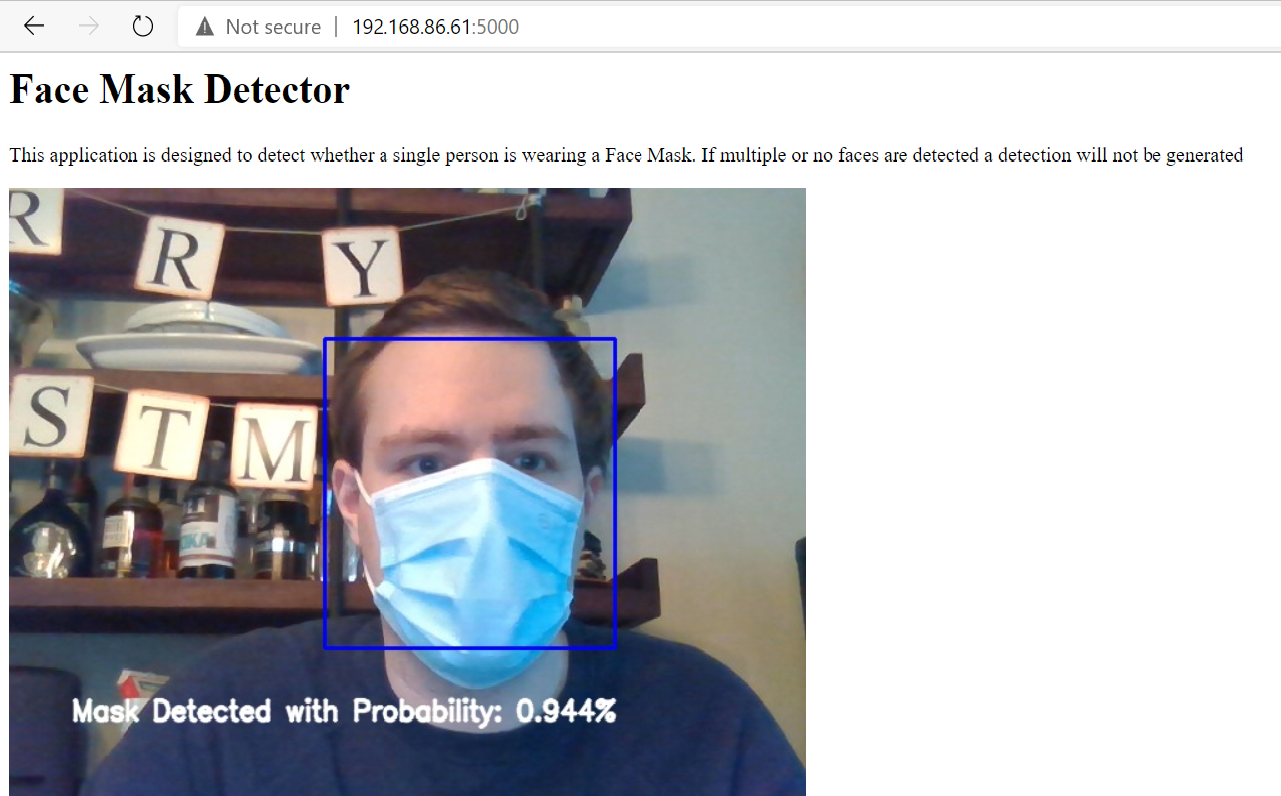 Not secure | 192.168.86.61:5000
Face Mask Detector
This application is designed to detect whether a single person is wearing a Face Mask. If multiple or no faces are detected a detection will not be generated
R R Y
S T M
Mask Detected with Probability: 0.944%